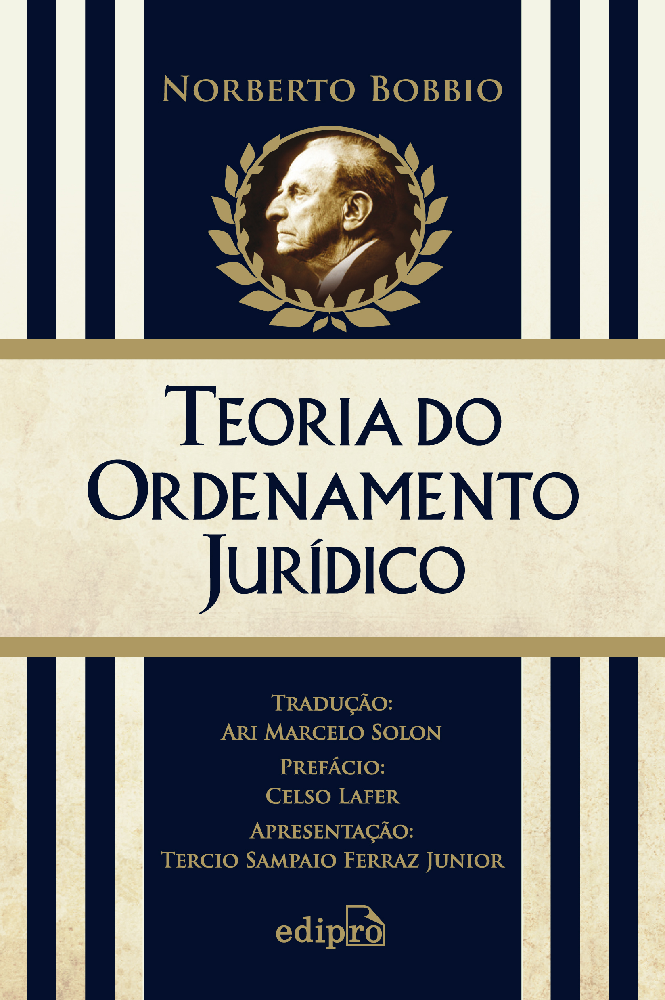 Norberto Bobbio
Teoria do
Ordenamento
Jurídico
Tradução:
Ari Marcelo Solon
Prefácio:
Celso Lafer
Apresentação:
Tercio Sampaio Ferraz Junior
edipro